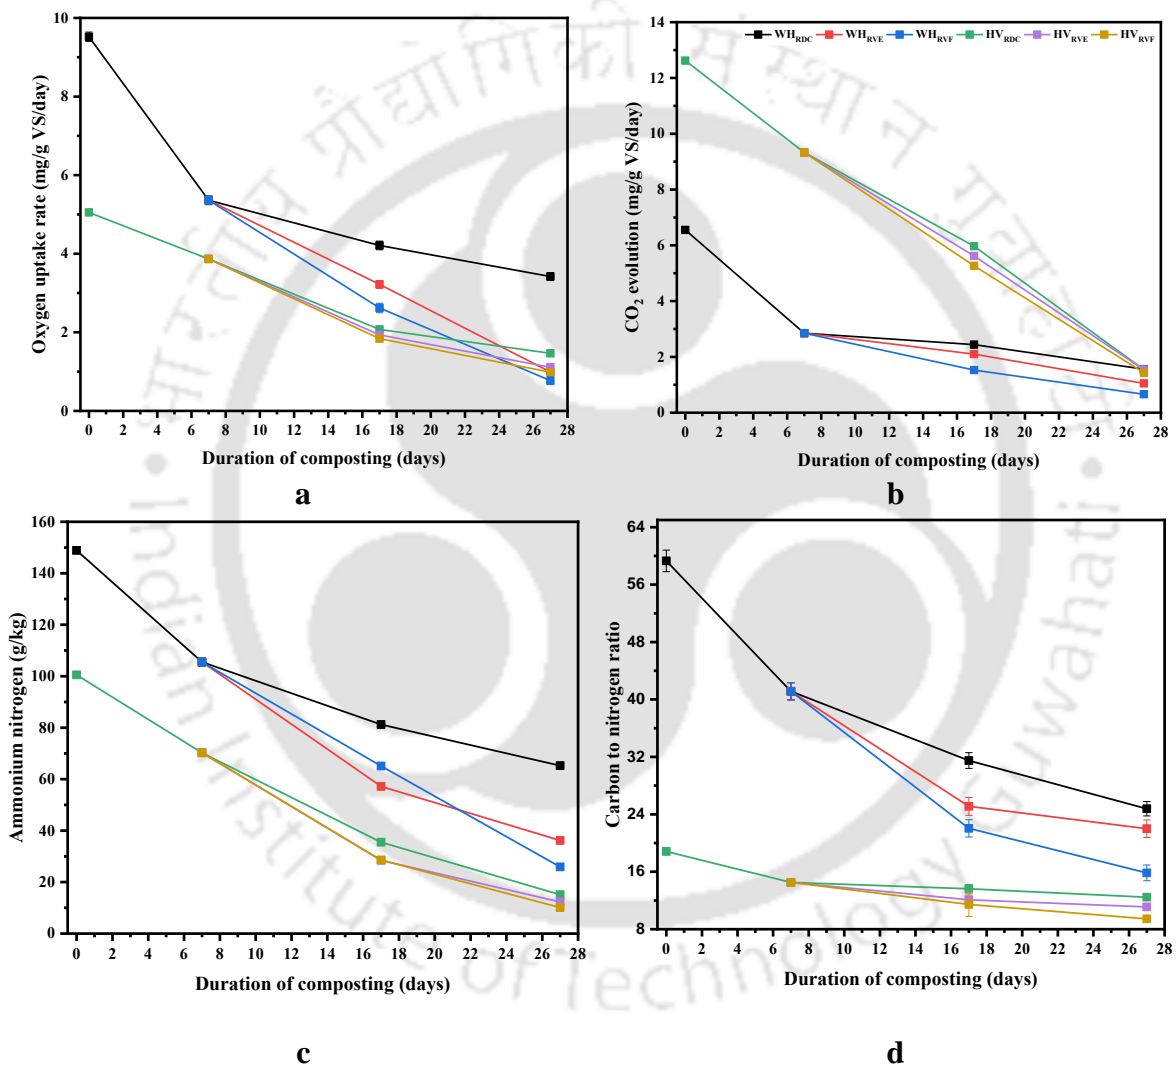 WH_RDC WH_RVE WH_RVF HV_RDC HV_RVE HV_RVF
Oxygen uptake rate (mg/g VS/day)
10
8
6
4
2
0
0 2 4 6 8 10 12 14 16 18 20 22 24 26 28
Duration of composting (days)
a
CO₂ evolution (mg/g VS/day)
14
12
10
8
6
4
2
0
0 2 4 6 8 10 12 14 16 18 20 22 24 26 28
Duration of composting (days)
b
Ammonium nitrogen (g/kg)
160
140
120
100
80
60
40
20
0
0 2 4 6 8 10 12 14 16 18 20 22 24 26 28
Duration of composting (days)
c
Carbon to nitrogen ratio
64
56
48
40
32
24
16
8
0 2 4 6 8 10 12 14 16 18 20 22 24 26 28
Duration of composting (days)
d
Indian Institute of Technology Guwahati